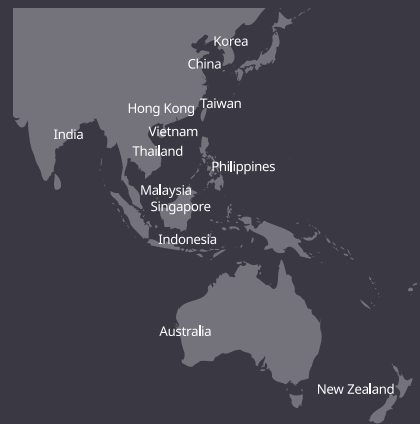 Korea
China
Hong Kong
Taiwan
India
Vietnam
Thailand
Philippines
Malaysia
Singapore
Indonesia
Australia
New Zealand